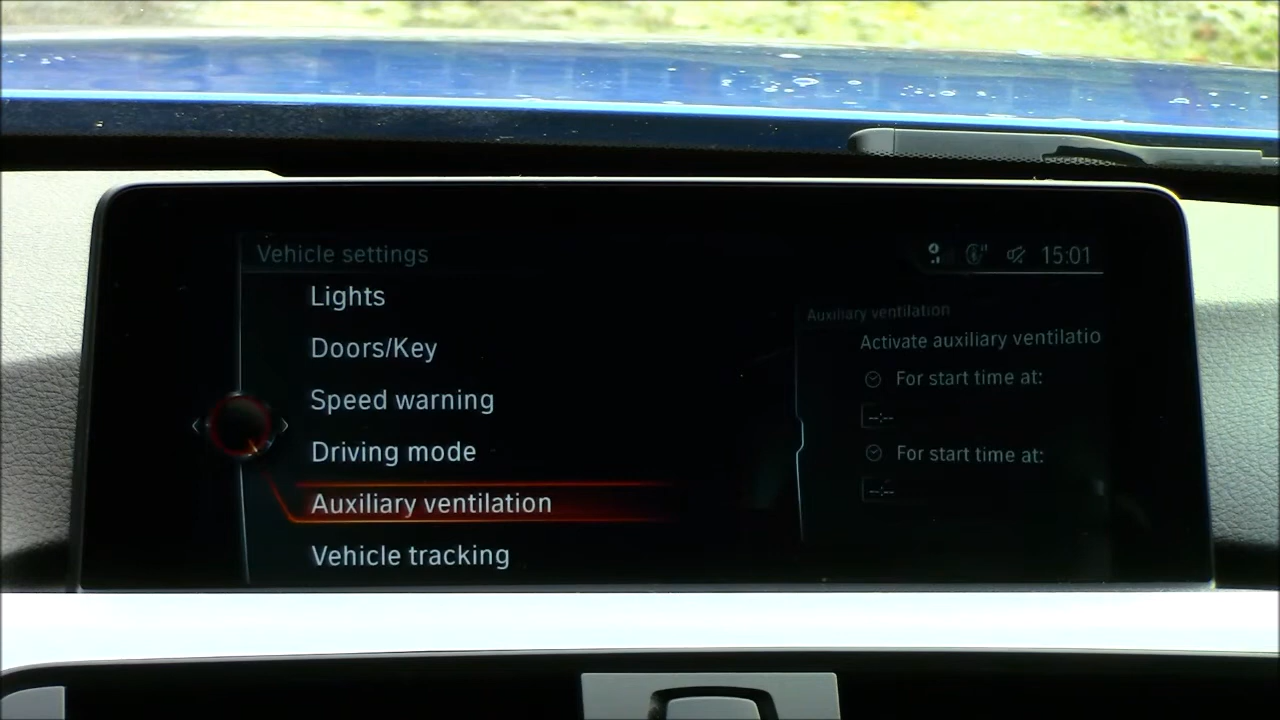 Vehicle settings
15:01
Lights
Doors/Key
Speed warning
Driving mode
Auxiliary ventilation
Vehicle tracking
Auxiliary ventilation
Activate auxiliary ventilatio
For start time at:
--:--
For start time at:
--:--